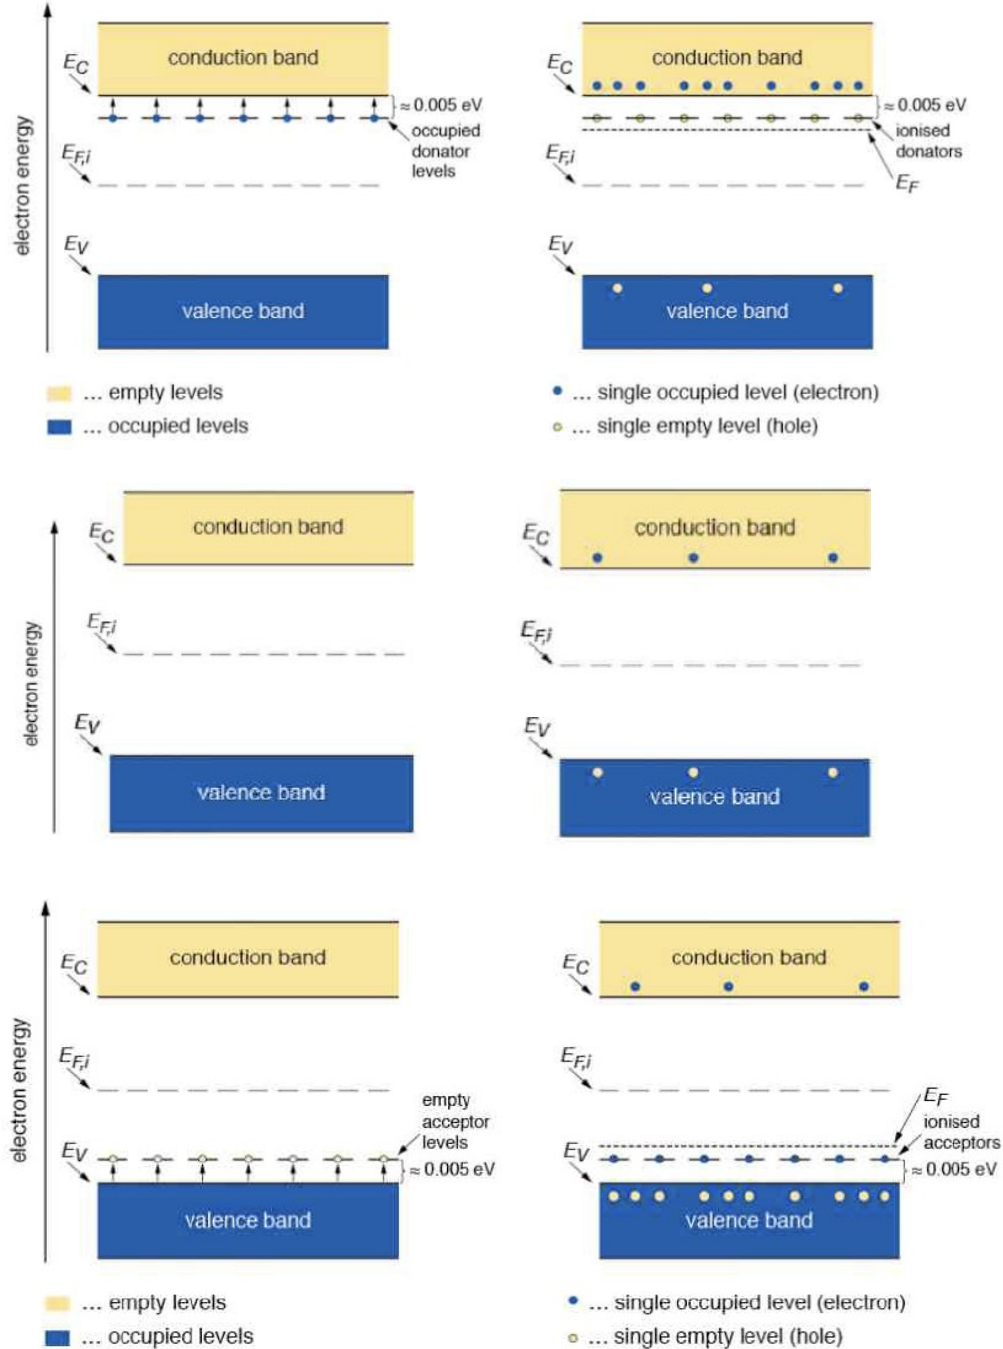 conduction band
E_C
≈ 0.005 eV
occupied
donator
levels
E_F,i
E_V
valence band
electron energy
... empty levels
... occupied levels
conduction band
E_C
≈ 0.005 eV
ionised
donators
E_F,i
E_F
E_V
valence band
... single occupied level (electron)
... single empty level (hole)
conduction band
E_C
E_F,i
electron energy
E_V
valence band
conduction band
E_C
E_F,i
E_V
valence band
conduction band
E_C
E_F,i
electron energy
empty
acceptor
levels
E_V
≈ 0.005 eV
valence band
... empty levels
... occupied levels
conduction band
E_C
E_F,i
E_F
ionised
acceptors
E_V
≈ 0.005 eV
valence band
... single occupied level (electron)
... single empty level (hole)